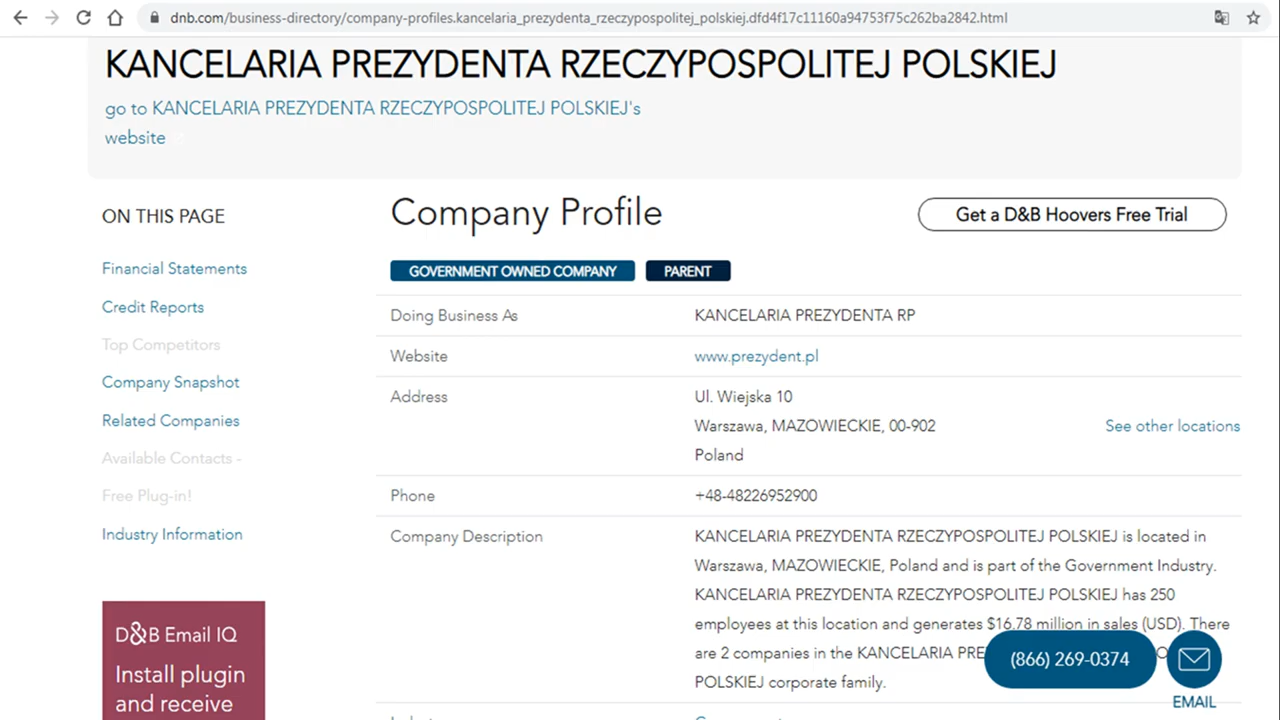 dnb.com/business-directory/company-profiles.kancelaria_prezydenta_rzeczypospolitej_polskiej.dfd4f17c11160a94753f75c262ba2842.html
KANCELARIA PREZYDENTA RZECZYPOSPOLITEJ POLSKIEJ
go to KANCELARIA PREZYDENTA RZECZYPOSPOLITEJ POLSKIEJ's
website
ON THIS PAGE
Financial Statements
Credit Reports
Top Competitors
Company Snapshot
Related Companies
Available Contacts -
Free Plug-in!
Industry Information
D&B Email IQ
Install plugin
and receive
Company Profile
Get a D&B Hoovers Free Trial
GOVERNMENT OWNED COMPANY PARENT
Doing Business As KANCELARIA PREZYDENTA RP
Website www.prezydent.pl
Address Ul. Wiejska 10
Warszawa, MAZOWIECKIE, 00-902 See other locations
Poland
Phone +48-48226952900
Company Description KANCELARIA PREZYDENTA RZECZYPOSPOLITEJ POLSKIEJ is located in
Warszawa, MAZOWIECKIE, Poland and is part of the Government Industry.
KANCELARIA PREZYDENTA RZECZYPOSPOLITEJ POLSKIEJ has 250
employees at this location and generates $16.78 million in sales (USD). There
are 2 companies in the KANCELARIA PRE
POLSKIEJ corporate family.
(866) 269-0374
EMAIL